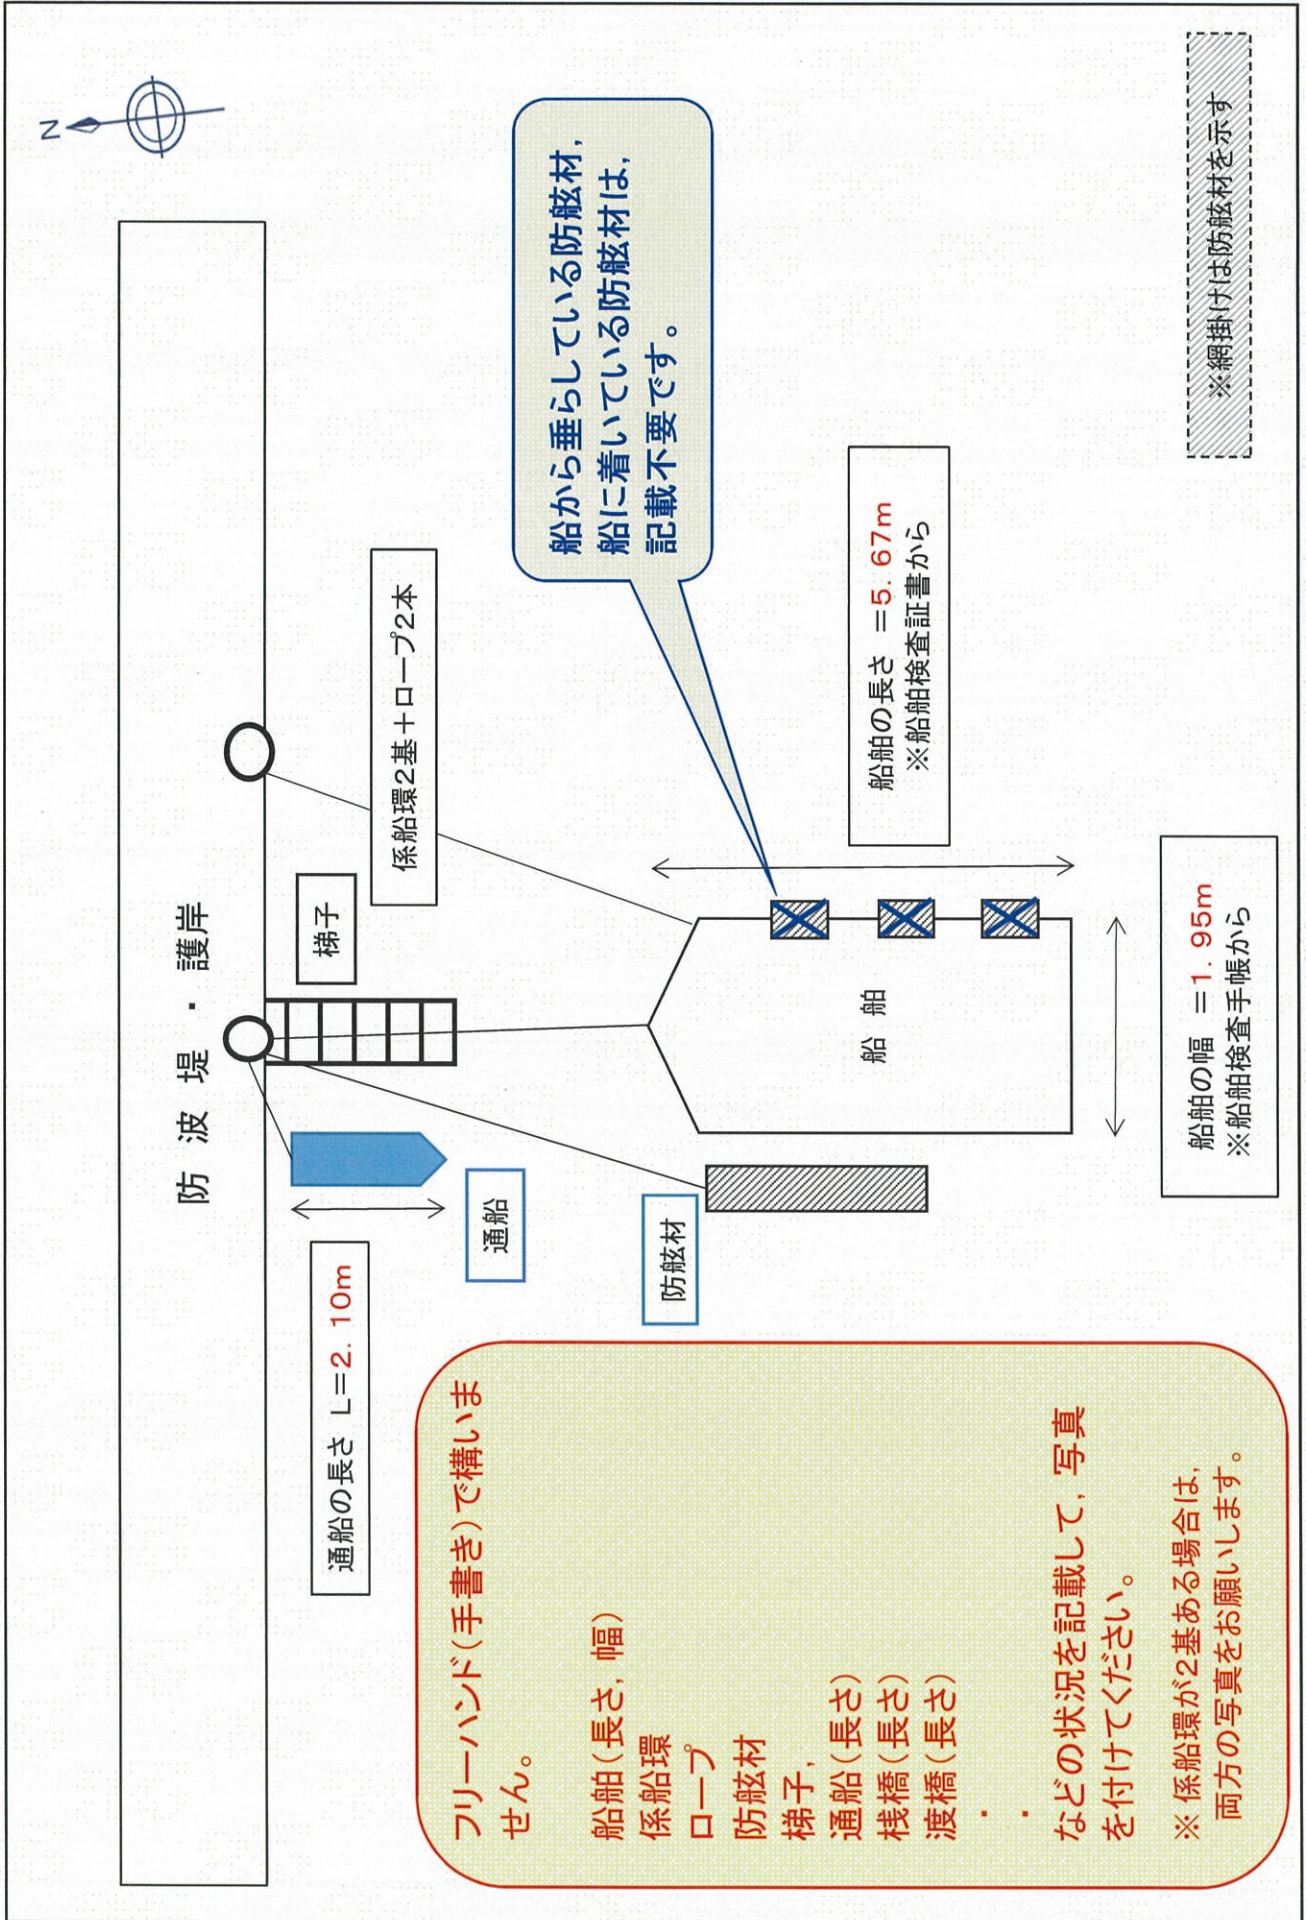 N
防 波 堤 ・ 護岸
梯子
係船環2基＋ロープ2本
船から垂らしている防舷材，
船に着いている防舷材は，
記載不要です。
通船の長さ L＝2．10m
通船
防舷材
船 舶
船舶の長さ ＝5．67m
※船舶検査証書から
船舶の幅 ＝1．95m
※船舶検査手帳から
※網掛けは防舷材を示す
フリーハンド（手書き）で構いま
せん。
船舶（長さ，幅）
係船環
ロープ
防舷材
梯子，
通船（長さ）
桟橋（長さ）
渡橋（長さ）
・
・
などの状況を記載して，写真
を付けてください。
※ 係船環が2基ある場合は，
両方の写真をお願いします。